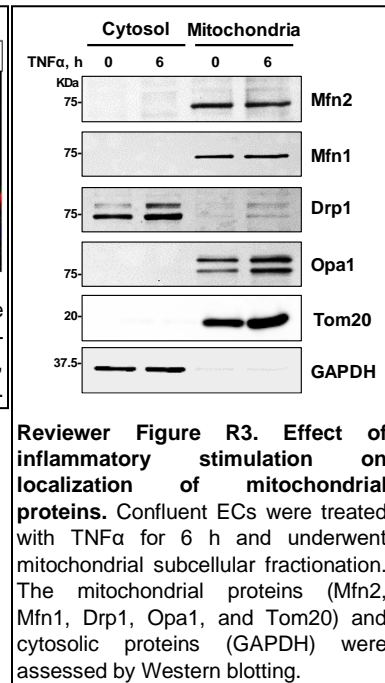 Cytosol Mitochondria
TNFα, h 0 6 0 6
KDa
75- Mfn2
75- Mfn1
75- Drp1
75- Opa1
20- Tom20
37.5- GAPDH
Reviewer Figure R3. Effect of
inflammatory stimulation on
localization of mitochondrial
proteins. Confluent ECs were treated
with TNFα for 6 h and underwent
mitochondrial subcellular fractionation.
The mitochondrial proteins (Mfn2,
Mfn1, Drp1, Opa1, and Tom20) and
cytosolic proteins (GAPDH) were
assessed by Western blotting.